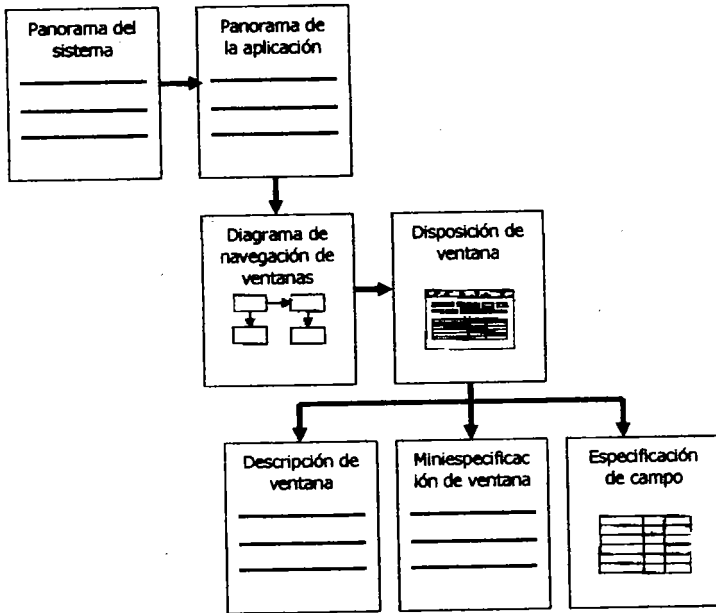 Panorama del
sistema
Panorama de
la aplicación
Diagrama de
navegación de
ventanas
Disposición de
ventana
Descripción de
ventana
Miniespecificac
ión de ventana
Especificación
de campo